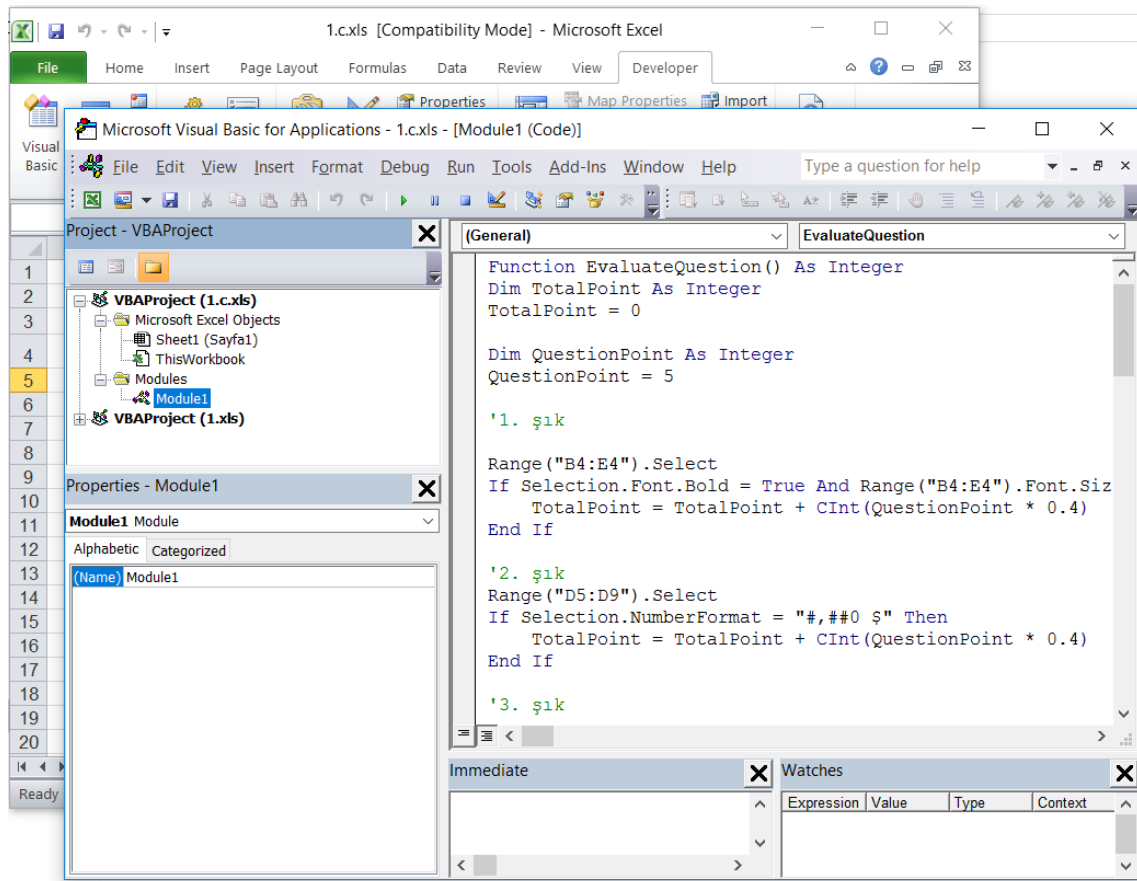 1.c.xls [Compatibility Mode] - Microsoft Excel
File Home Insert Page Layout Formulas Data Review View Developer
Properties Map Properties Import
Visual
Basic
Microsoft Visual Basic for Applications - 1.c.xls - [Module1 (Code)]
File Edit View Insert Format Debug Run Tools Add-Ins Window Help Type a question for help
Project - VBAProject
(General) EvaluateQuestion
VBAProject (1.c.xls)
Microsoft Excel Objects
Sheet1 (Sayfa1)
ThisWorkbook
Modules
Module1
VBAProject (1.xls)
Properties - Module1
Module1 Module
Alphabetic Categorized
(Name) Module1
Function EvaluateQuestion() As Integer
Dim TotalPoint As Integer
TotalPoint = 0
Dim QuestionPoint As Integer
QuestionPoint = 5
'1. şık
Range("B4:E4").Select
If Selection.Font.Bold = True And Range("B4:E4").Font.Siz
TotalPoint = TotalPoint + CInt(QuestionPoint * 0.4)
End If
'2. şık
Range("D5:D9").Select
If Selection.NumberFormat = "#,##0 $" Then
TotalPoint = TotalPoint + CInt(QuestionPoint * 0.4)
End If
'3. şık
Immediate
Watches
Expression Value Type Context
1
2
3
4
5
6
7
8
9
10
11
12
13
14
15
16
17
18
19
20
Ready